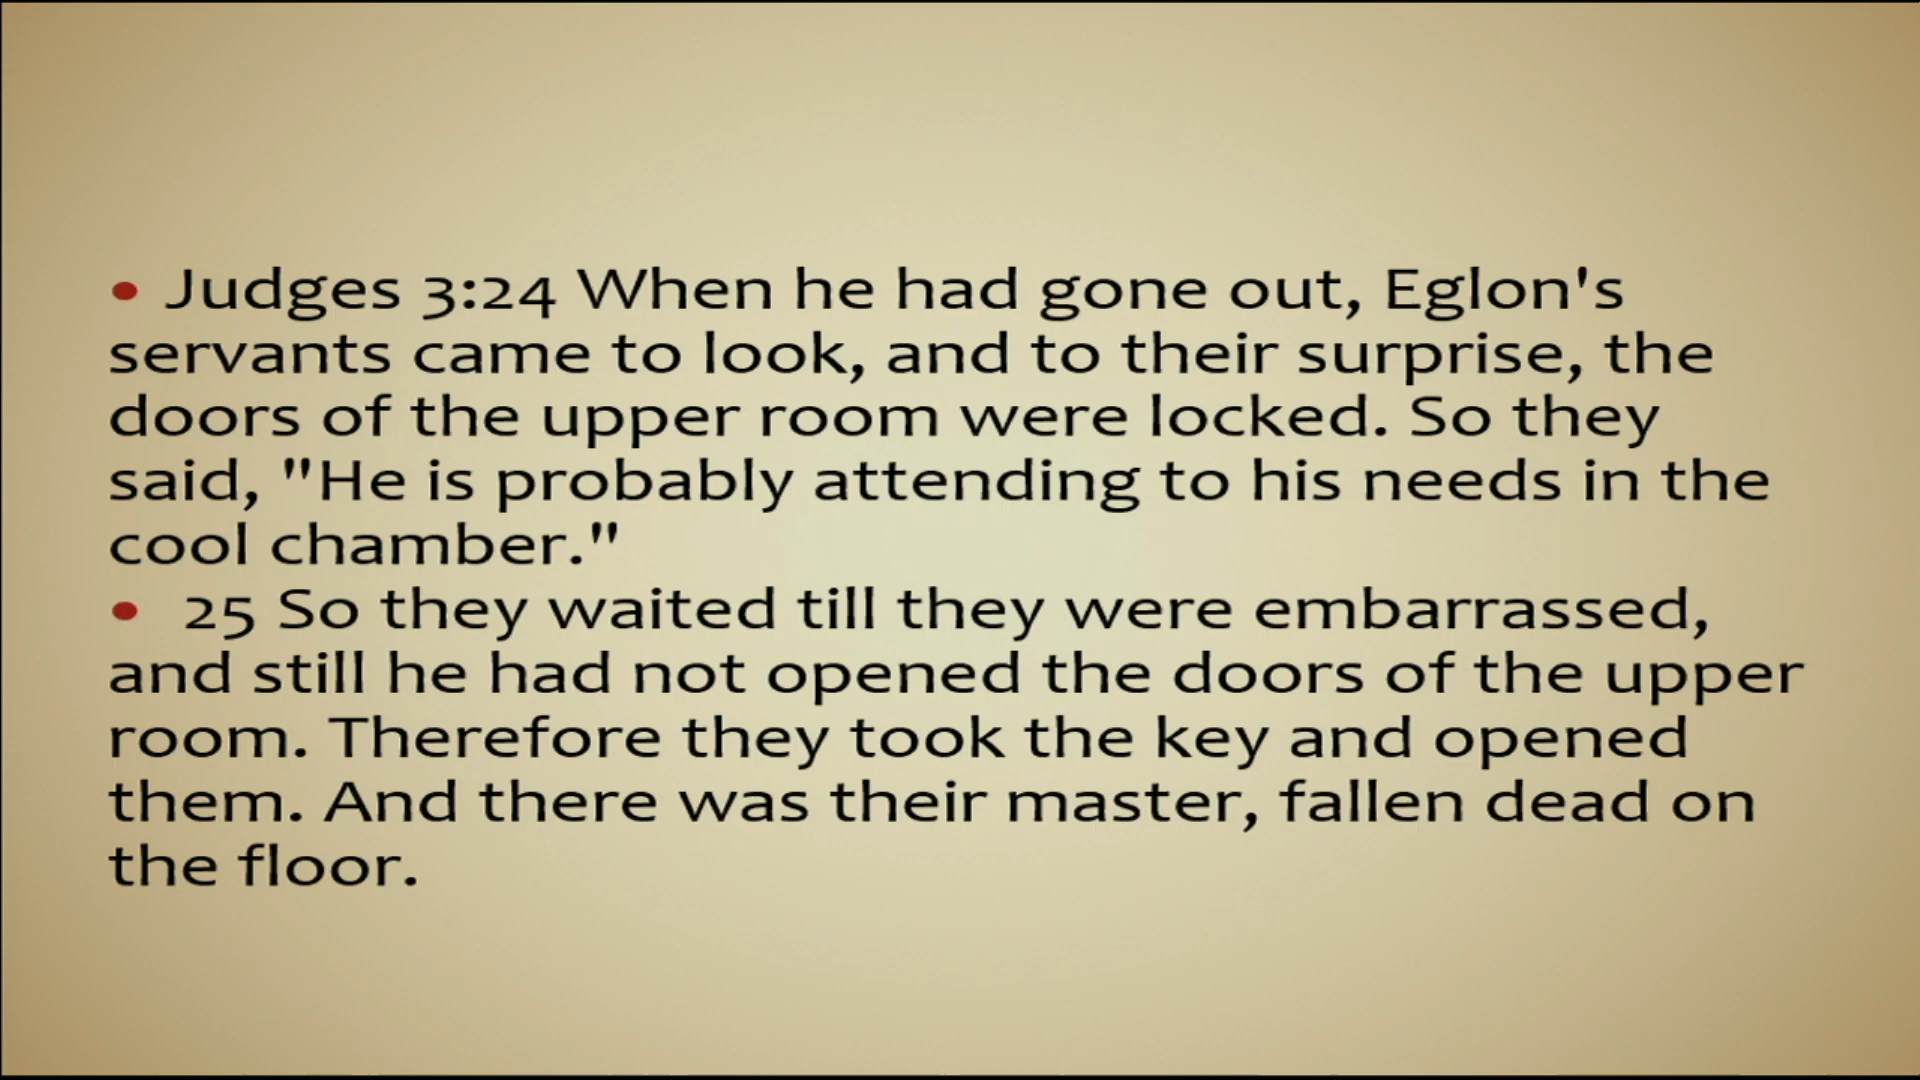 • Judges 3:24 When he had gone out, Eglon's
servants came to look, and to their surprise, the
doors of the upper room were locked. So they
said, "He is probably attending to his needs in the
cool chamber."
• 25 So they waited till they were embarrassed,
and still he had not opened the doors of the upper
room. Therefore they took the key and opened
them. And there was their master, fallen dead on
the floor.